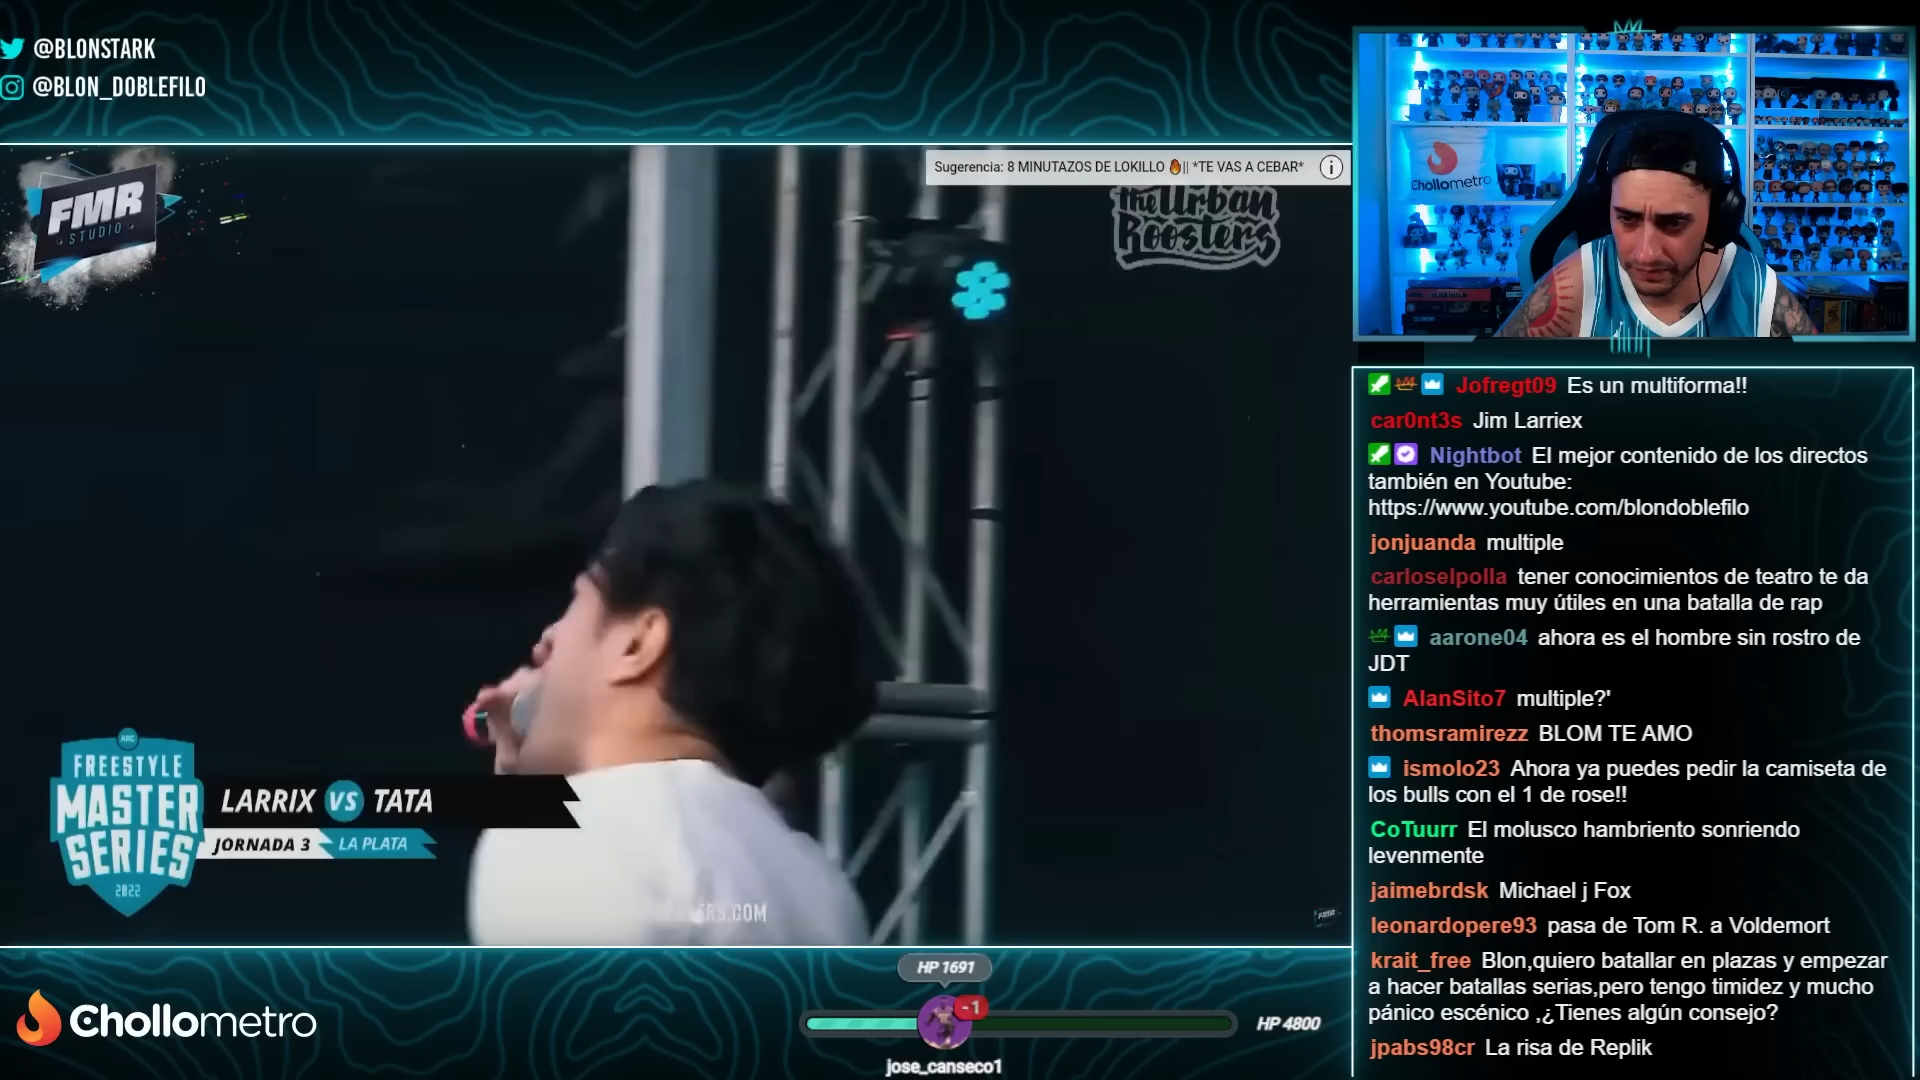 @BLONSTARK
@BLON_DOBLEFILO
FMR
STUDIO
Sugerencia: 8 MINUTAZOS DE LOKILLO 🔥|| *TE VAS A CEBAR*
The Urban
Roosters
Chollometro
ARG
FREESTYLE
MASTER
SERIES
2022
LARRIX VS TATA
JORNADA 3
LA PLATA
FMR
Chollometro
HP 1691
-1
HP 4800
jose_canseco1
Jofregt09 Es un multiforma!!
car0nt3s Jim Larriex
Nightbot El mejor contenido de los directos
también en Youtube:
https://www.youtube.com/blondoblefilo
jonjuanda multiple
carloselpolla tener conocimientos de teatro te da
herramientas muy útiles en una batalla de rap
aarone04 ahora es el hombre sin rostro de
JDT
AlanSito7 multiple?'
thomsramirezz BLOM TE AMO
ismolo23 Ahora ya puedes pedir la camiseta de
los bulls con el 1 de rose!!
CoTuurr El molusco hambriento sonriendo
levenmente
jaimebrdsk Michael j Fox
leonardopere93 pasa de Tom R. a Voldemort
krait_free Blon,quiero batallar en plazas y empezar
a hacer batallas serias,pero tengo timidez y mucho
pánico escénico ,¿Tienes algún consejo?
jpabs98cr La risa de Replik